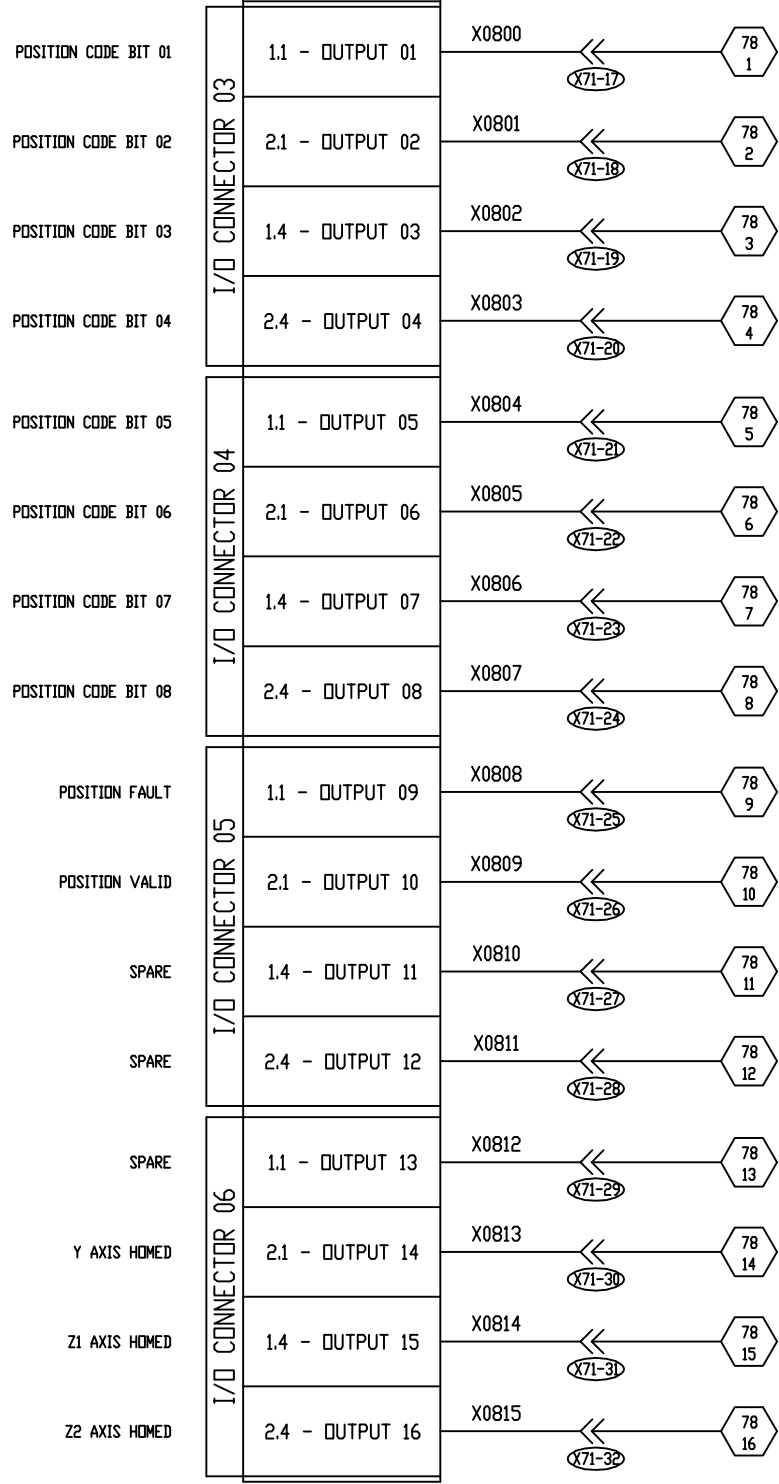 I/O CONNECTOR 03
POSITION CODE BIT 01 1.1 - OUTPUT 01 X0800 X71-17 78 1
POSITION CODE BIT 02 2.1 - OUTPUT 02 X0801 X71-18 78 2
POSITION CODE BIT 03 1.4 - OUTPUT 03 X0802 X71-19 78 3
POSITION CODE BIT 04 2.4 - OUTPUT 04 X0803 X71-20 78 4
I/O CONNECTOR 04
POSITION CODE BIT 05 1.1 - OUTPUT 05 X0804 X71-21 78 5
POSITION CODE BIT 06 2.1 - OUTPUT 06 X0805 X71-22 78 6
POSITION CODE BIT 07 1.4 - OUTPUT 07 X0806 X71-23 78 7
POSITION CODE BIT 08 2.4 - OUTPUT 08 X0807 X71-24 78 8
I/O CONNECTOR 05
POSITION FAULT 1.1 - OUTPUT 09 X0808 X71-25 78 9
POSITION VALID 2.1 - OUTPUT 10 X0809 X71-26 78 10
SPARE 1.4 - OUTPUT 11 X0810 X71-27 78 11
SPARE 2.4 - OUTPUT 12 X0811 X71-28 78 12
I/O CONNECTOR 06
SPARE 1.1 - OUTPUT 13 X0812 X71-29 78 13
Y AXIS HOMED 2.1 - OUTPUT 14 X0813 X71-30 78 14
Z1 AXIS HOMED 1.4 - OUTPUT 15 X0814 X71-31 78 15
Z2 AXIS HOMED 2.4 - OUTPUT 16 X0815 X71-32 78 16